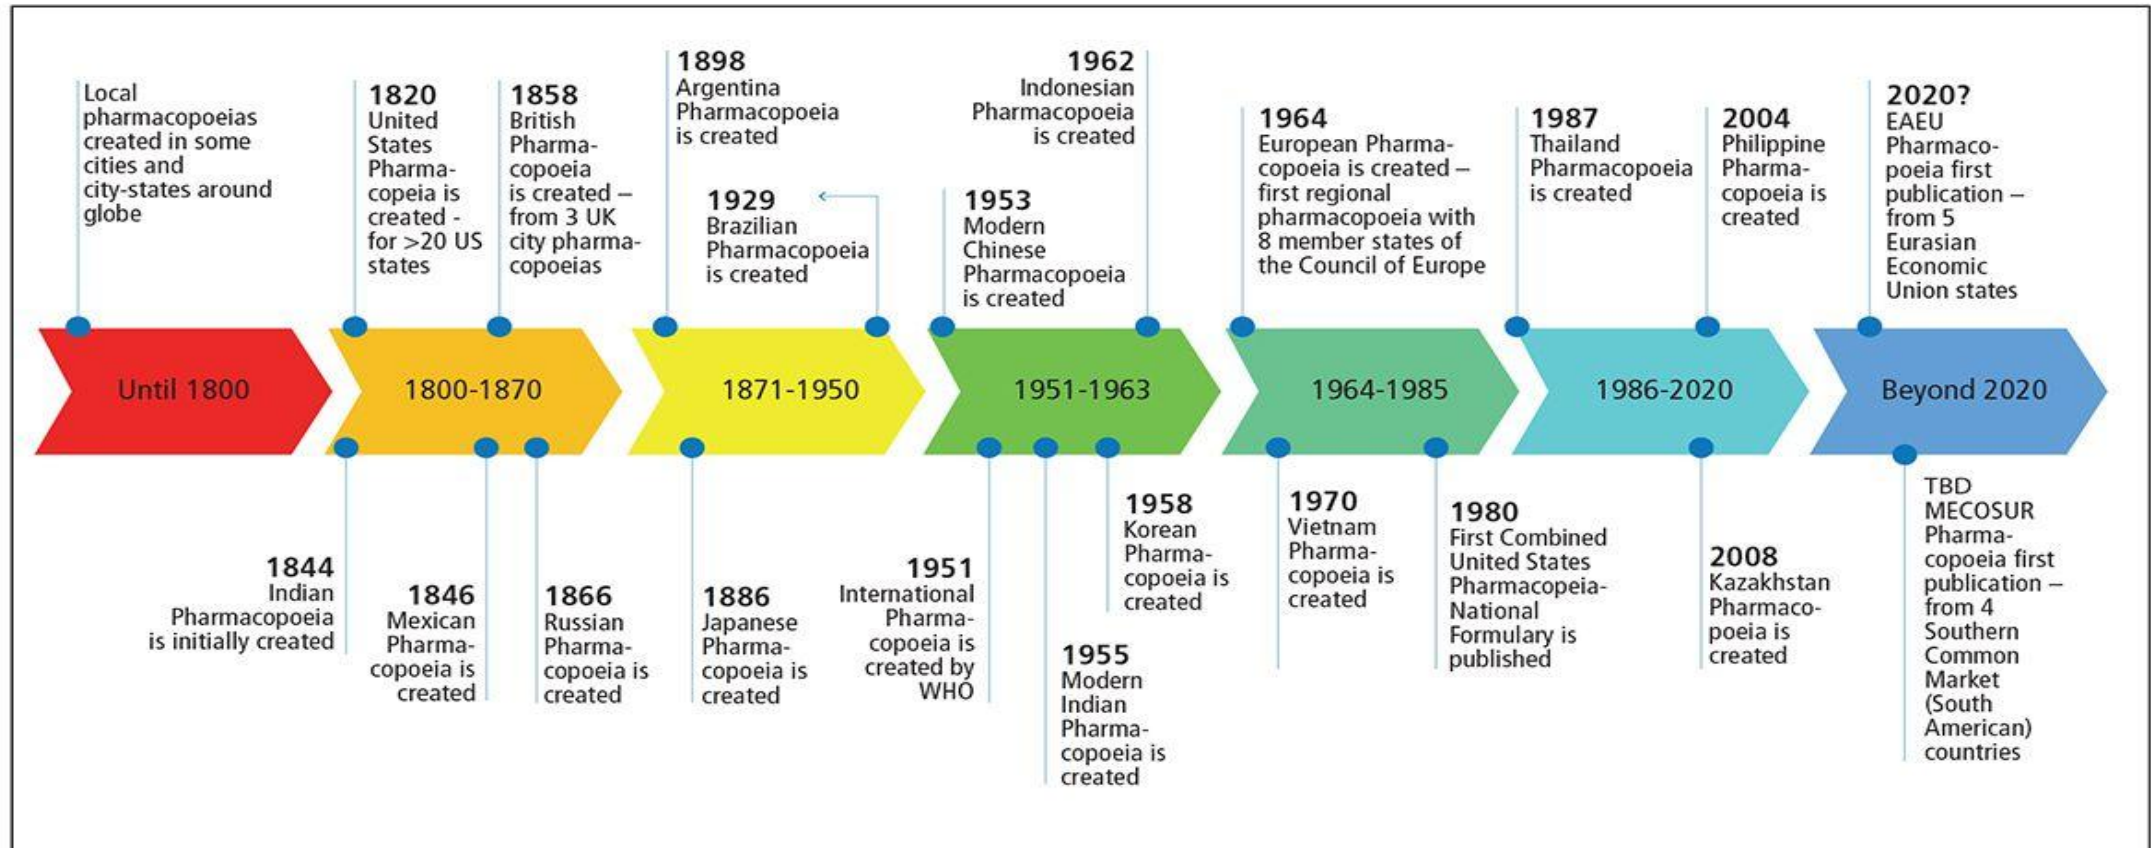 Local
pharmacopoeias
created in some
cities and
city-states around
globe
1820
United
States
Pharma-
copeia is
created -
for >20 US
states
1858
British
Pharma-
copoeia
is created –
from 3 UK
city pharma-
copoeias
1898
Argentina
Pharmacopoeia
is created
1929
Brazilian
Pharmacopoeia
is created
1953
Modern
Chinese
Pharmacopoeia
is created
1962
Indonesian
Pharmacopoeia
is created
1964
European Pharma-
copoeia is created –
first regional
pharmacopoeia with
8 member states of
the Council of Europe
1987
Thailand
Pharmacopoeia
is created
2004
Philippine
Pharma-
copoeia is
created
2020?
EAEU
Pharmaco-
poeia first
publication –
from 5
Eurasian
Economic
Union states
Until 1800
1800-1870
1871-1950
1951-1963
1964-1985
1986-2020
Beyond 2020
1844
Indian
Pharmacopoeia
is initially created
1846
Mexican
Pharma-
copoeia is
created
1866
Russian
Pharma-
copoeia is
created
1886
Japanese
Pharma-
copoeia is
created
1951
International
Pharma-
copoeia is
created by
WHO
1955
Modern
Indian
Pharma-
copoeia is
created
1958
Korean
Pharma-
copoeia is
created
1970
Vietnam
Pharma-
copoeia is
created
1980
First Combined
United States
Pharmacopeia-
National
Formulary is
published
2008
Kazakhstan
Pharmaco-
poeia is
created
TBD
MECOSUR
Pharma-
copoeia first
publication –
from 4
Southern
Common
Market
(South
American)
countries